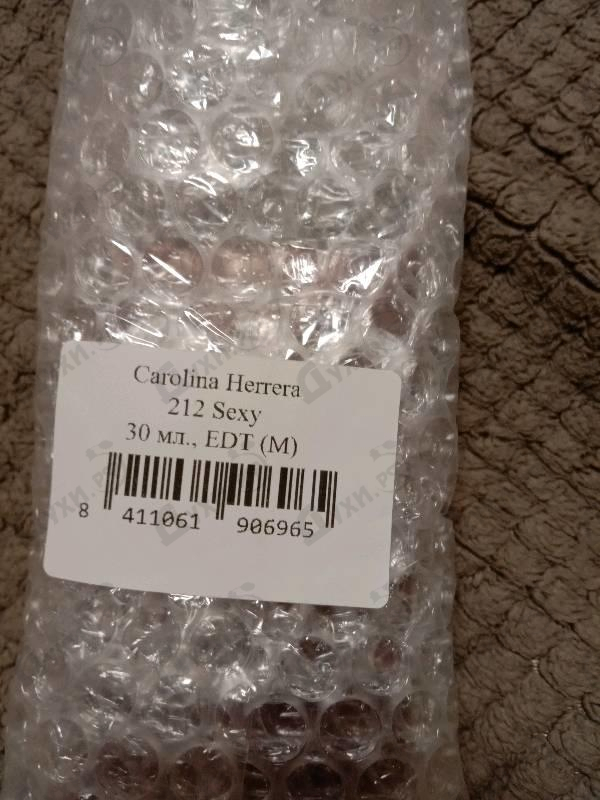 Carolina Herrera
212 Sexy
30 мл., EDT (M)
8 411061 906965